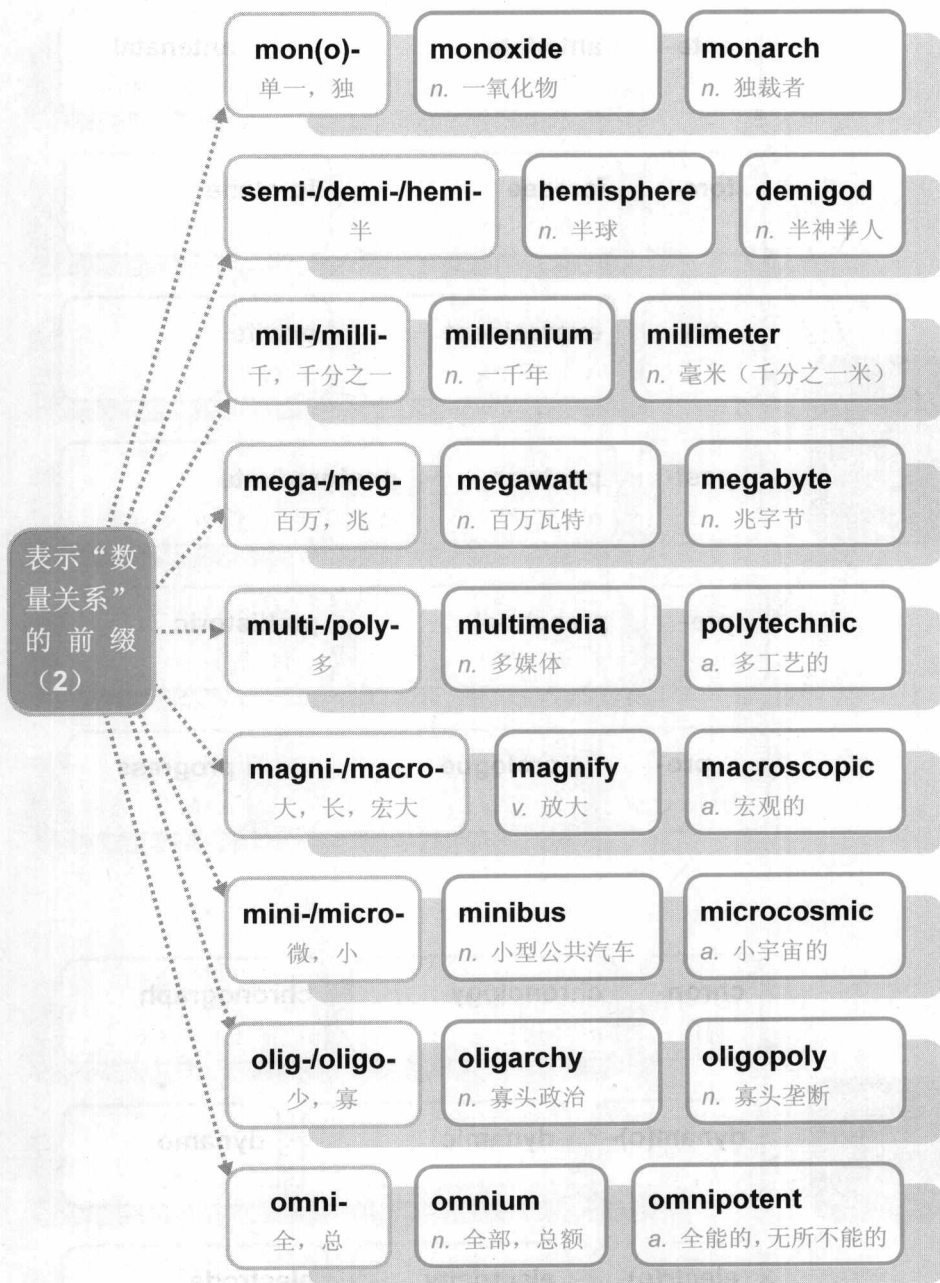 表示“数
量关系”
的前缀
（2）
mon(o)-
单一，独
monoxide
n. 一氧化物
monarch
n. 独裁者
semi-/demi-/hemi-
半
hemisphere
n. 半球
demigod
n. 半神半人
mill-/milli-
千，千分之一
millennium
n. 一千年
millimeter
n. 毫米（千分之一米）
mega-/meg-
百万，兆
megawatt
n. 百万瓦特
megabyte
n. 兆字节
multi-/poly-
多
multimedia
n. 多媒体
polytechnic
a. 多工艺的
magni-/macro-
大，长，宏大
magnify
v. 放大
macroscopic
a. 宏观的
mini-/micro-
微，小
minibus
n. 小型公共汽车
microcosmic
a. 小宇宙的
olig-/oligo-
少，寡
oligarchy
n. 寡头政治
oligopoly
n. 寡头垄断
omni-
全，总
omnium
n. 全部，总额
omnipotent
a. 全能的，无所不能的